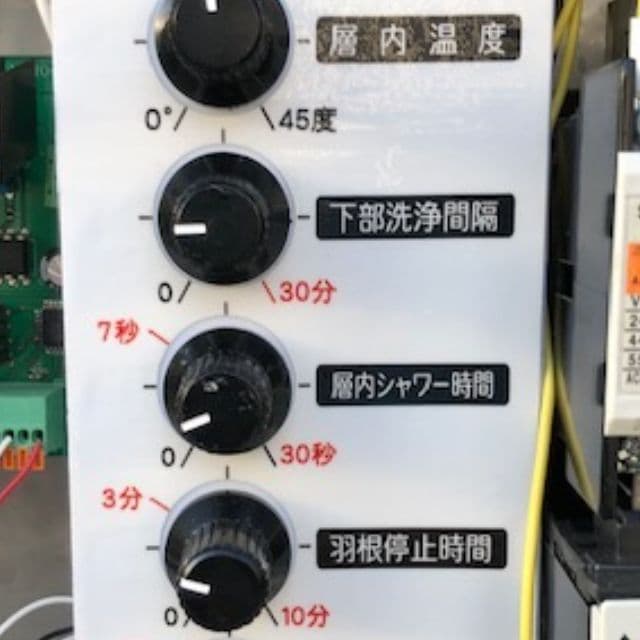 層内温度
0° 45度
下部洗浄間隔
0 30分
7秒
層内シャワー時間
0 30秒
3分
羽根停止時間
0 10分